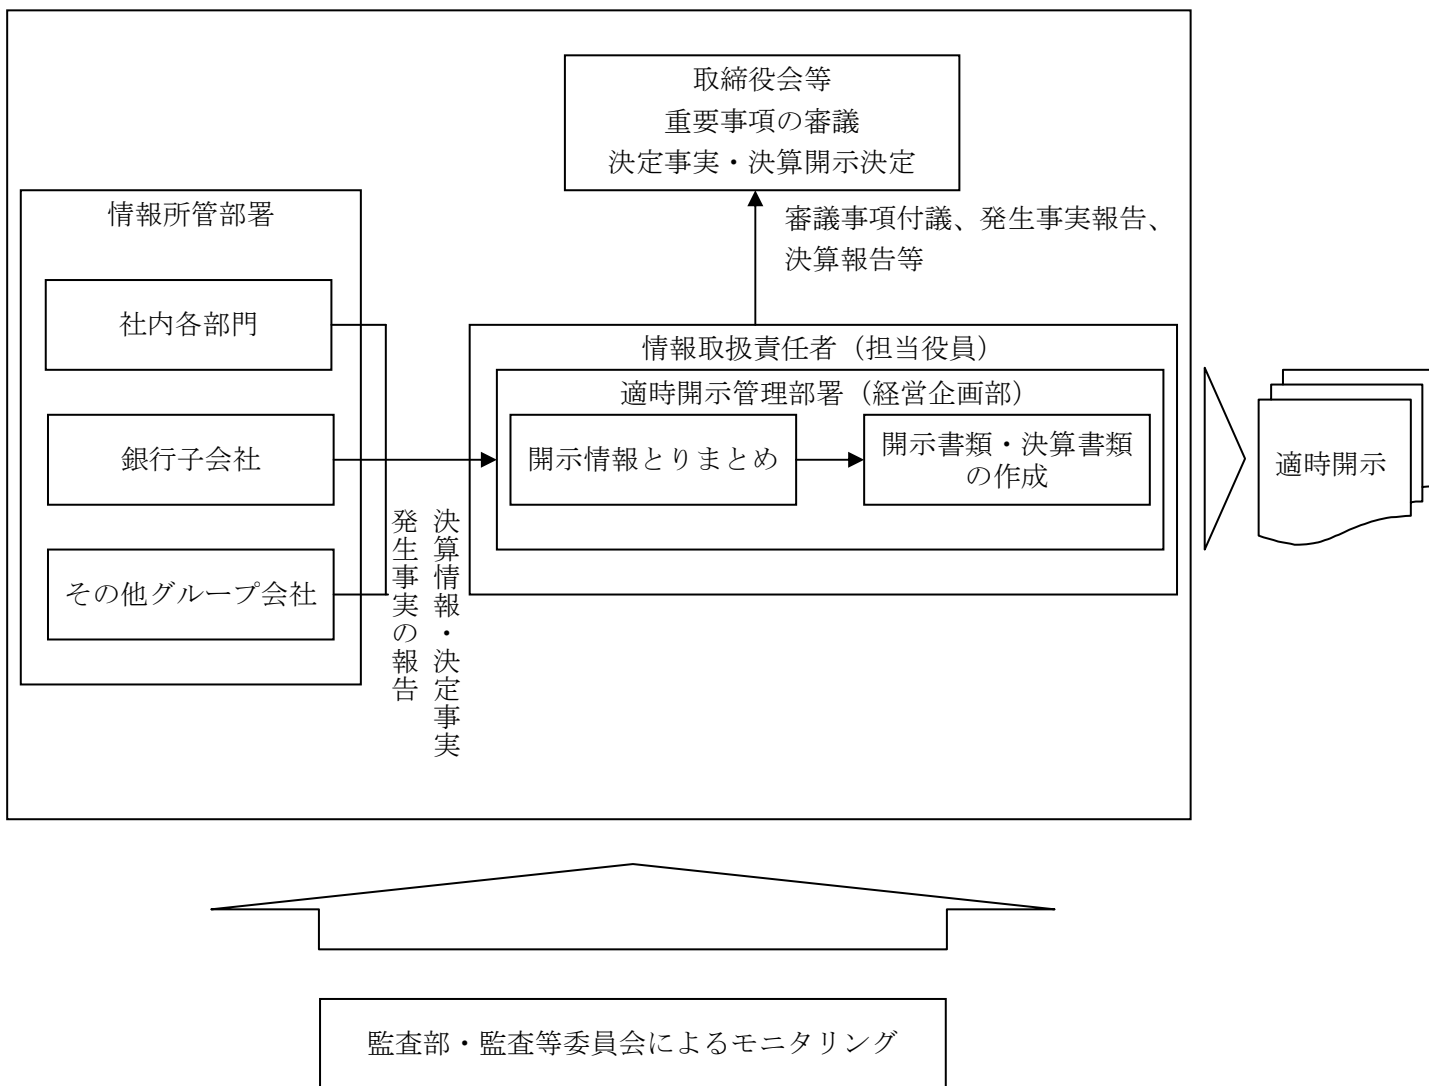 取締役会等
重要事項の審議
決定事実・決算開示決定
審議事項付議、発生事実報告、
決算報告等
情報所管部署
社内各部門
銀行子会社
その他グループ会社
決算情報・決定事実
発生事実の報告
情報取扱責任者（担当役員）
適時開示管理部署（経営企画部）
開示情報とりまとめ
開示書類・決算書類
の作成
適時開示
監査部・監査等委員会によるモニタリング